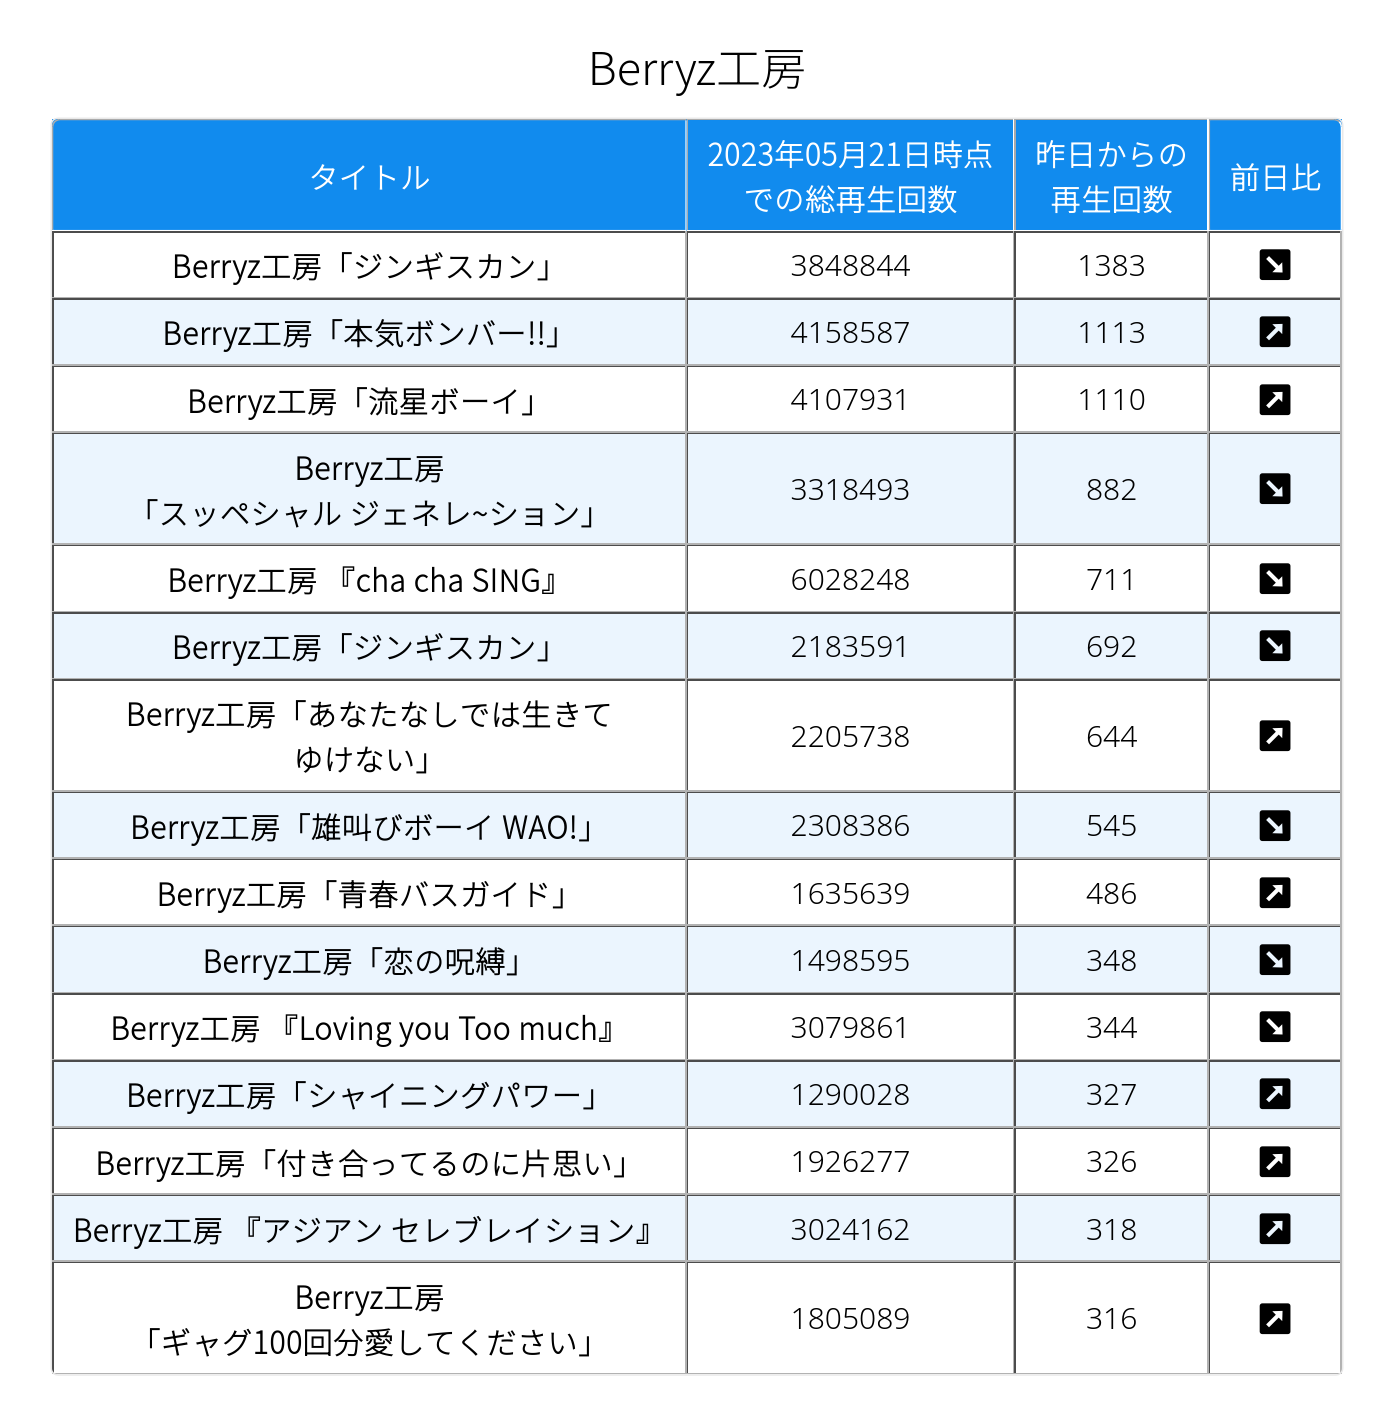 Berryz工房
タイトル
2023年05月21日時点
での総再生回数
昨日からの
再生回数
前日比
Berryz工房「ジンギスカン」 3848844 1383 ↘
Berryz工房「本気ボンバー!!」 4158587 1113 ↗
Berryz工房「流星ボーイ」 4107931 1110 ↗
Berryz工房
「スッペシャル ジェネレ~ション」 3318493 882 ↘
Berryz工房 『cha cha SING』 6028248 711 ↘
Berryz工房「ジンギスカン」 2183591 692 ↘
Berryz工房「あなたなしでは生きて
ゆけない」 2205738 644 ↗
Berryz工房「雄叫びボーイ WAO!」 2308386 545 ↘
Berryz工房「青春バスガイド」 1635639 486 ↗
Berryz工房「恋の呪縛」 1498595 348 ↘
Berryz工房 『Loving you Too much』 3079861 344 ↘
Berryz工房「シャイニングパワー」 1290028 327 ↗
Berryz工房「付き合ってるのに片思い」 1926277 326 ↗
Berryz工房 『アジアン セレブレイション』 3024162 318 ↗
Berryz工房
「ギャグ100回分愛してください」 1805089 316 ↗